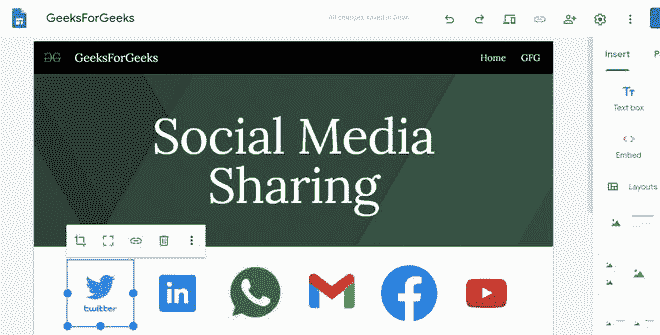 GeeksForGeeks
All changes saved in Drive
GeeksForGeeks
Home GFG
Insert P
Text box
Embed
Layouts
Social Media
Sharing
twitter
in